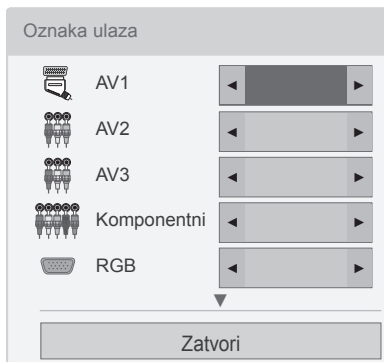 Oznaka ulaza
AV1
AV2
AV3
Komponentni
RGB
Zatvori